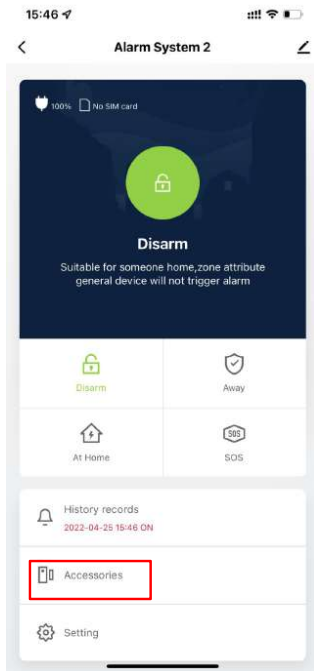 15:46
Alarm System 2
100% No SIM card
Disarm
Suitable for someone home,zone attribute
general device will not trigger alarm
Disarm
Away
At Home
SOS
SOS
History records
2022-04-25 15:46 ON
Accessories
Setting